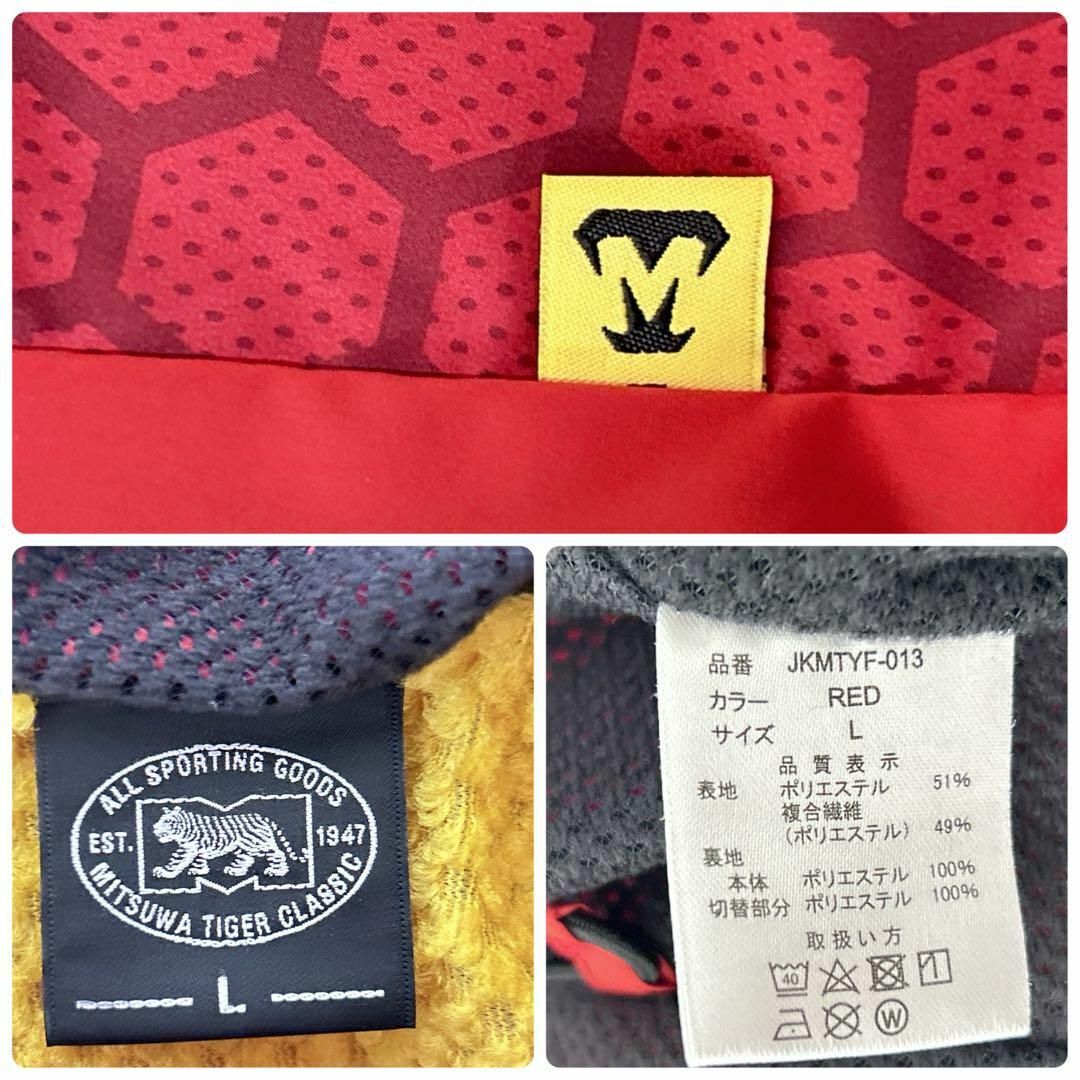 ALL SPORTING GOODS
EST. 1947
MITSUWA TIGER CLASSIC
L
品番 JKMTYF-013
カラー RED
サイズ L
品質表示
表地 ポリエステル 51%
複合繊維
(ポリエステル) 49%
裏地
本体 ポリエステル 100%
切替部分 ポリエステル 100%
取扱い方
40
W